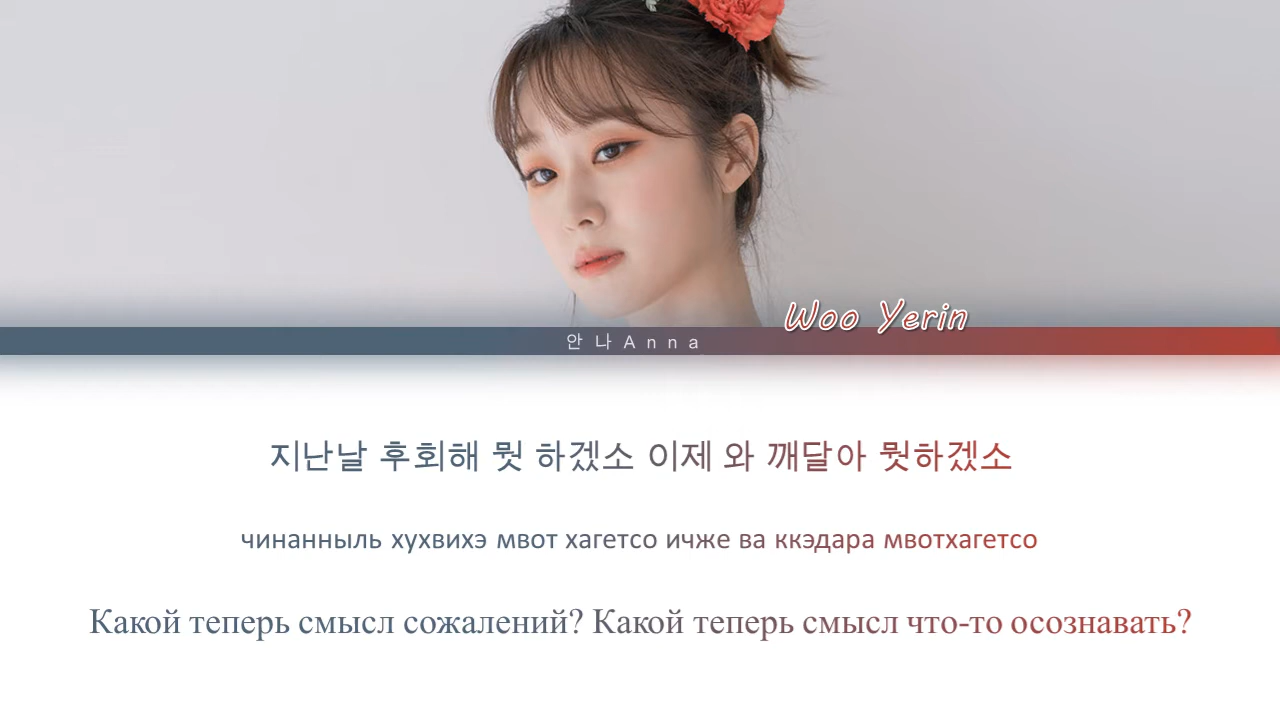 Woo Yerin
안 나 A n n a
지난날 후회해 뭣 하겠소 이제 와 깨달아 뭣하겠소
чинанныль хухвихэ мвот хагетсо ичже ва ккэдара мвотхагетсо
Какой теперь смысл сожалений? Какой теперь смысл что-то осознавать?